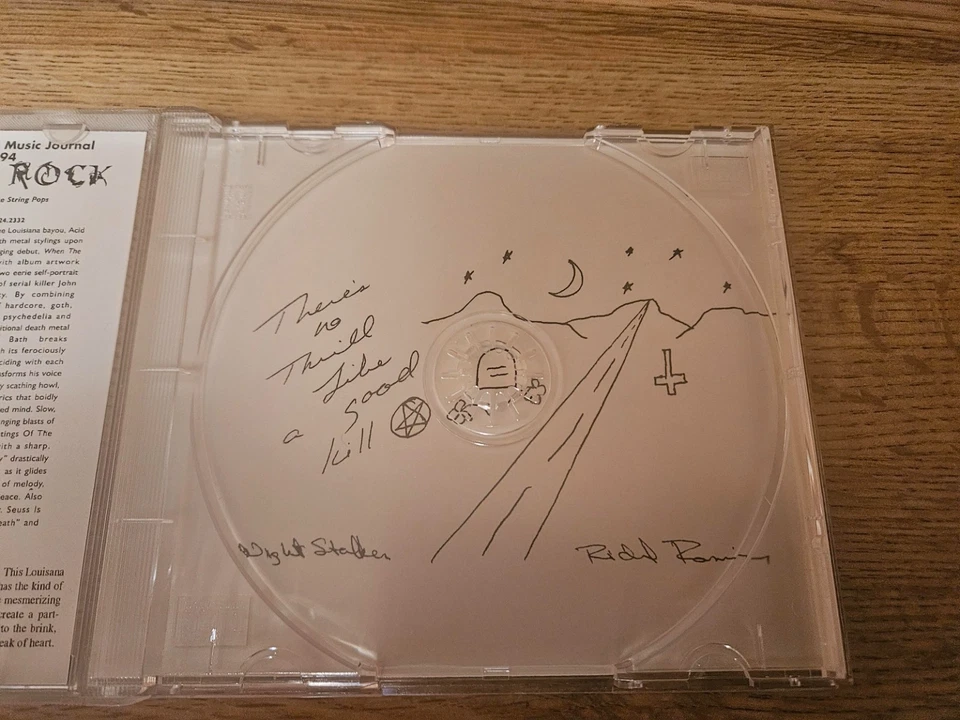 Music Journal
94
ROCK
e String Pops
24.2332
e Louisiana bayou, Acid
th metal stylings upon
ging debut, When The
with album artwork
two eerie self-portrait
of serial killer John
y. By combining
hardcore, goth,
psychedelia and
itional death metal
Bath breaks
h its ferociously
ciding with each
nsforms his voice
y scathing howl,
rics that boldly
ed mind. Slow,
nging blasts of
tings Of The
with a sharp,
y" drastically
as it glides
of melody,
eace. Also
. Seuss is
eath" and
This Louisana
has the kind of
mesmerizing
create a part-
to the brink,
eak of heart.
There's
no
Thrill
Like
a good
kill
Night Stalker